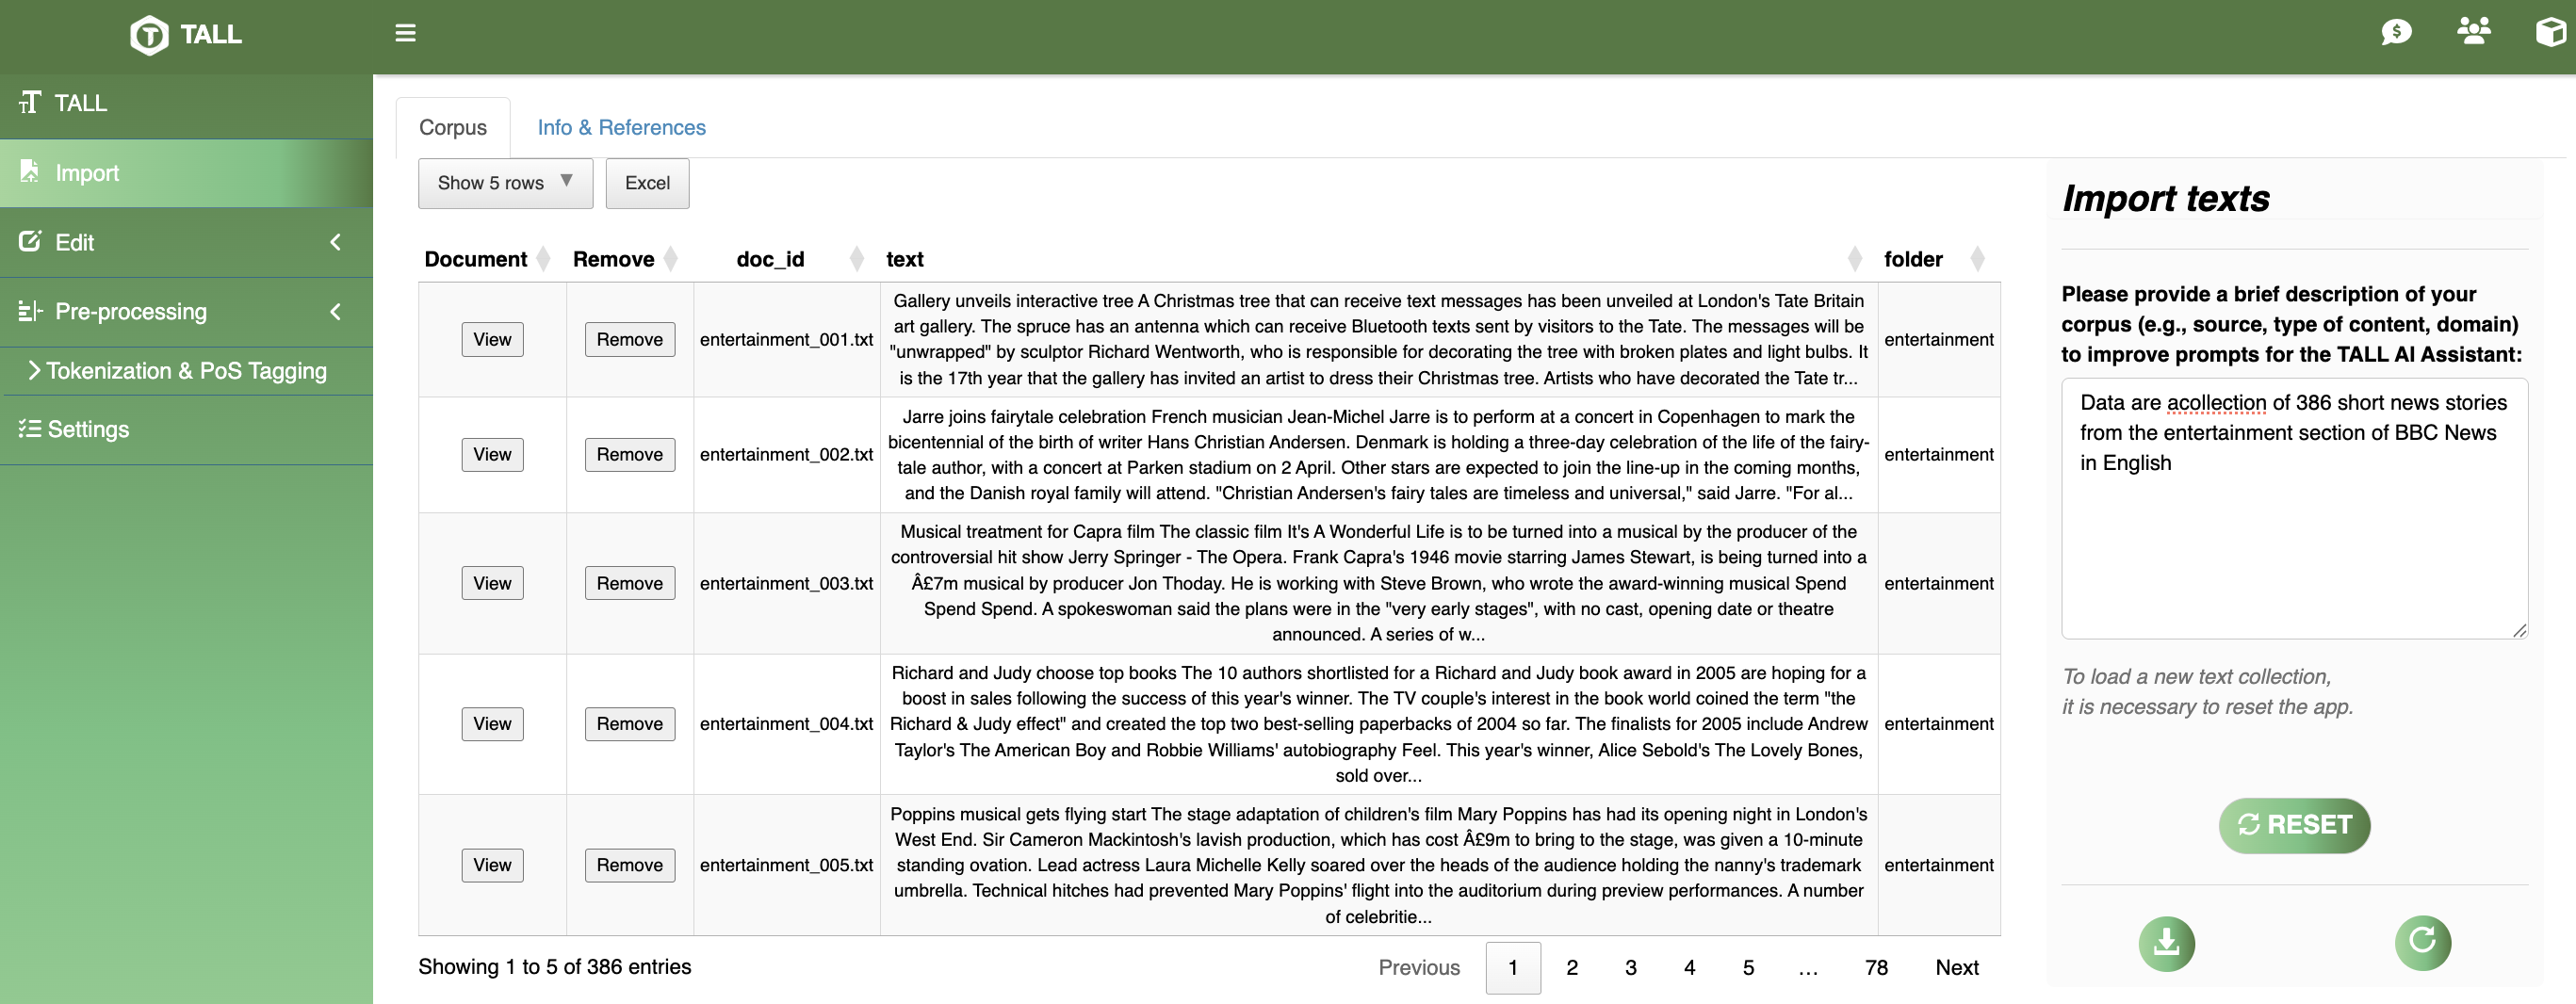 TALL
TALL
Import
Edit
Pre-processing
Tokenization & PoS Tagging
Settings
Corpus
Info & References
Show 5 rows
Excel
Document
Remove
doc_id
text
folder
View
Remove
entertainment_001.txt
Gallery unveils interactive tree A Christmas tree that can receive text messages has been unveiled at London's Tate Britain
art gallery. The spruce has an antenna which can receive Bluetooth texts sent by visitors to the Tate. The messages will be
"unwrapped" by sculptor Richard Wentworth, who is responsible for decorating the tree with broken plates and light bulbs. It
is the 17th year that the gallery has invited an artist to dress their Christmas tree. Artists who have decorated the Tate tr...
entertainment
View
Remove
entertainment_002.txt
Jarre joins fairytale celebration French musician Jean-Michel Jarre is to perform at a concert in Copenhagen to mark the
bicentennial of the birth of writer Hans Christian Andersen. Denmark is holding a three-day celebration of the life of the fairy-
tale author, with a concert at Parken stadium on 2 April. Other stars are expected to join the line-up in the coming months,
and the Danish royal family will attend. "Christian Andersen's fairy tales are timeless and universal," said Jarre. "For al...
entertainment
View
Remove
entertainment_003.txt
Musical treatment for Capra film The classic film It's A Wonderful Life is to be turned into a musical by the producer of the
controversial hit show Jerry Springer - The Opera. Frank Capra's 1946 movie starring James Stewart, is being turned into a
Â£7m musical by producer Jon Thoday. He is working with Steve Brown, who wrote the award-winning musical Spend
Spend Spend. A spokeswoman said the plans were in the "very early stages", with no cast, opening date or theatre
announced. A series of w...
entertainment
View
Remove
entertainment_004.txt
Richard and Judy choose top books The 10 authors shortlisted for a Richard and Judy book award in 2005 are hoping for a
boost in sales following the success of this year's winner. The TV couple's interest in the book world coined the term "the
Richard & Judy effect" and created the top two best-selling paperbacks of 2004 so far. The finalists for 2005 include Andrew
Taylor's The American Boy and Robbie Williams' autobiography Feel. This year's winner, Alice Sebold's The Lovely Bones,
sold over...
entertainment
View
Remove
entertainment_005.txt
Poppins musical gets flying start The stage adaptation of children's film Mary Poppins has had its opening night in London's
West End. Sir Cameron Mackintosh's lavish production, which has cost Â£9m to bring to the stage, was given a 10-minute
standing ovation. Lead actress Laura Michelle Kelly soared over the heads of the audience holding the nanny's trademark
umbrella. Technical hitches had prevented Mary Poppins' flight into the auditorium during preview performances. A number
of celebritie...
entertainment
Showing 1 to 5 of 386 entries
Previous 1 2 3 4 5 ... 78 Next
Import texts
Please provide a brief description of your
corpus (e.g., source, type of content, domain)
to improve prompts for the TALL AI Assistant:
Data are acollection of 386 short news stories
from the entertainment section of BBC News
in English
To load a new text collection,
it is necessary to reset the app.
RESET